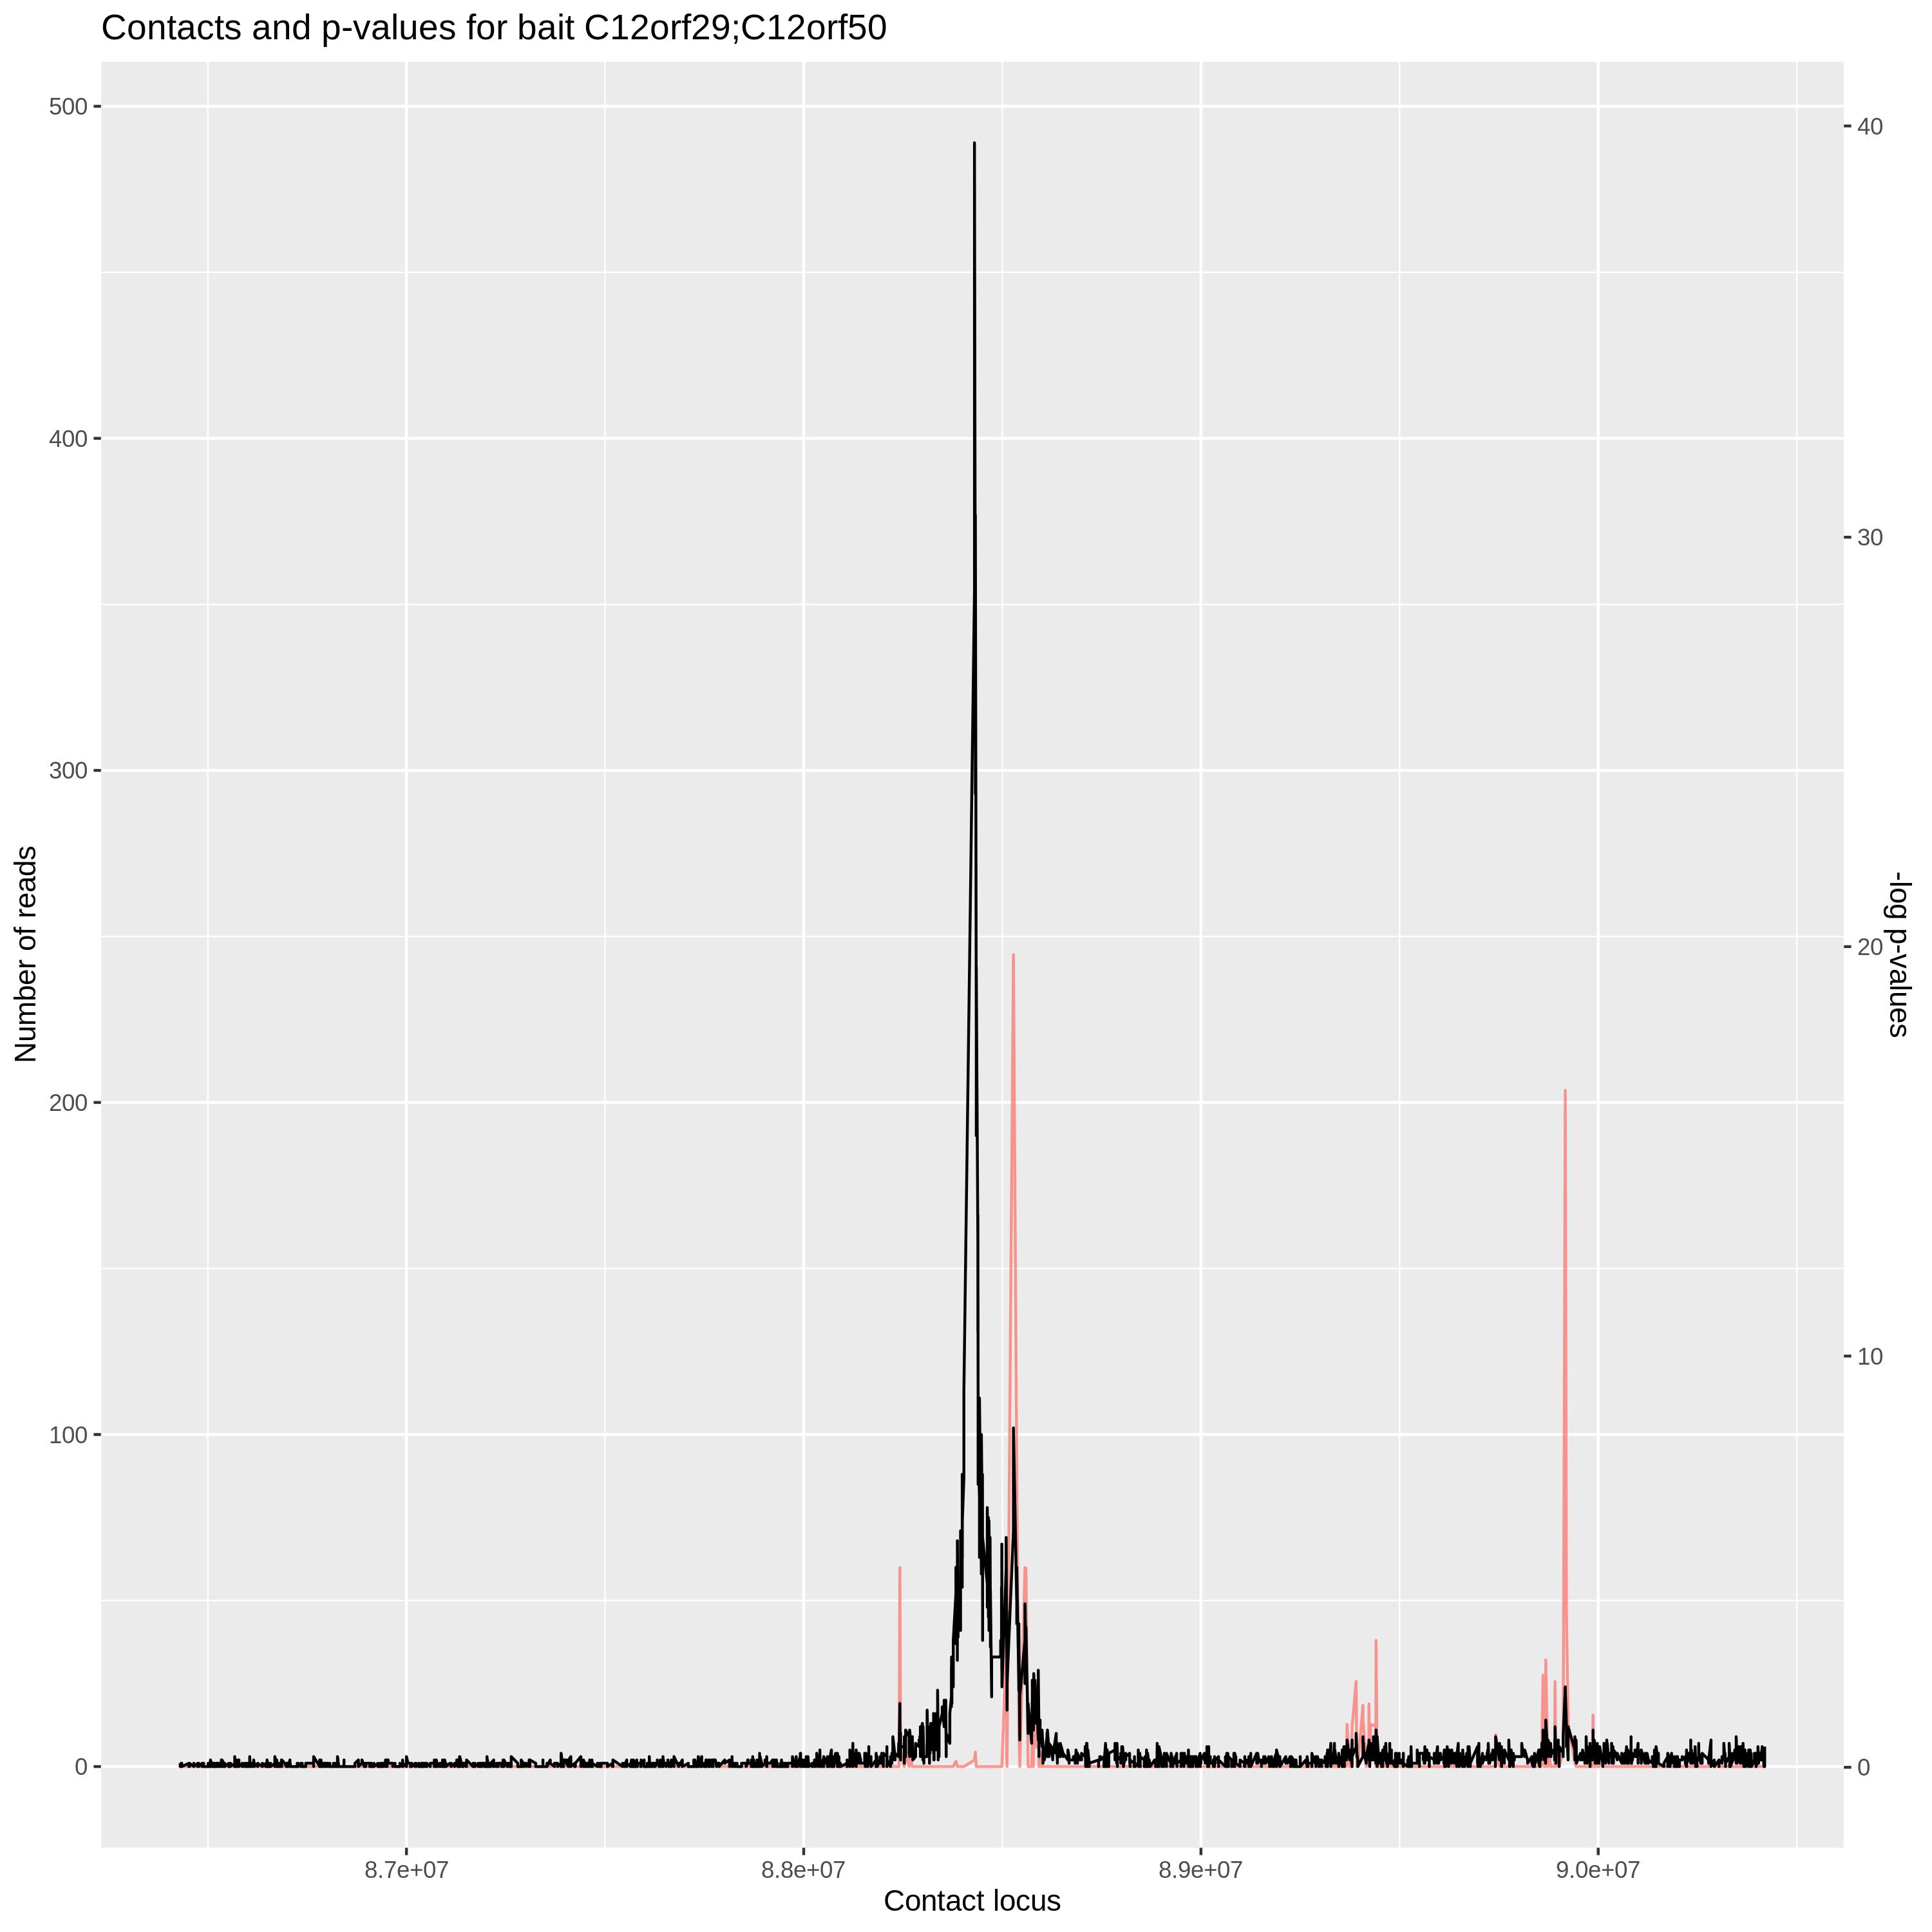 Contacts and p-values for bait C12orf29;C12orf50
500
400
300
200
100
0
Number of reads
40
30
20
10
0
-log p-values
8.7e+07
8.8e+07
8.9e+07
9.0e+07
Contact locus